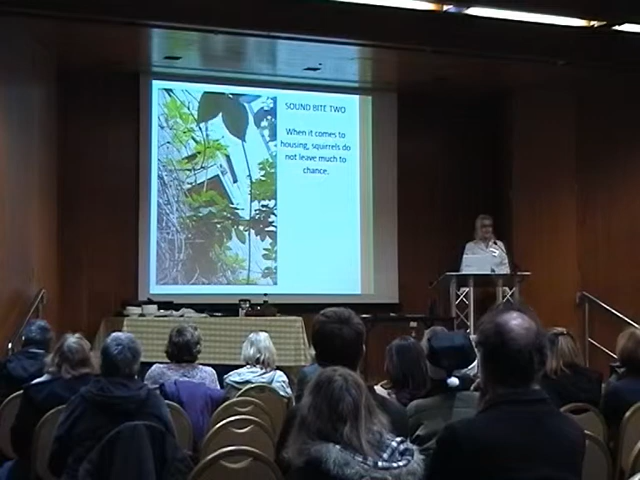 SOUND BITE TWO
When it comes to
housing, squirrels do
not leave much to
chance.